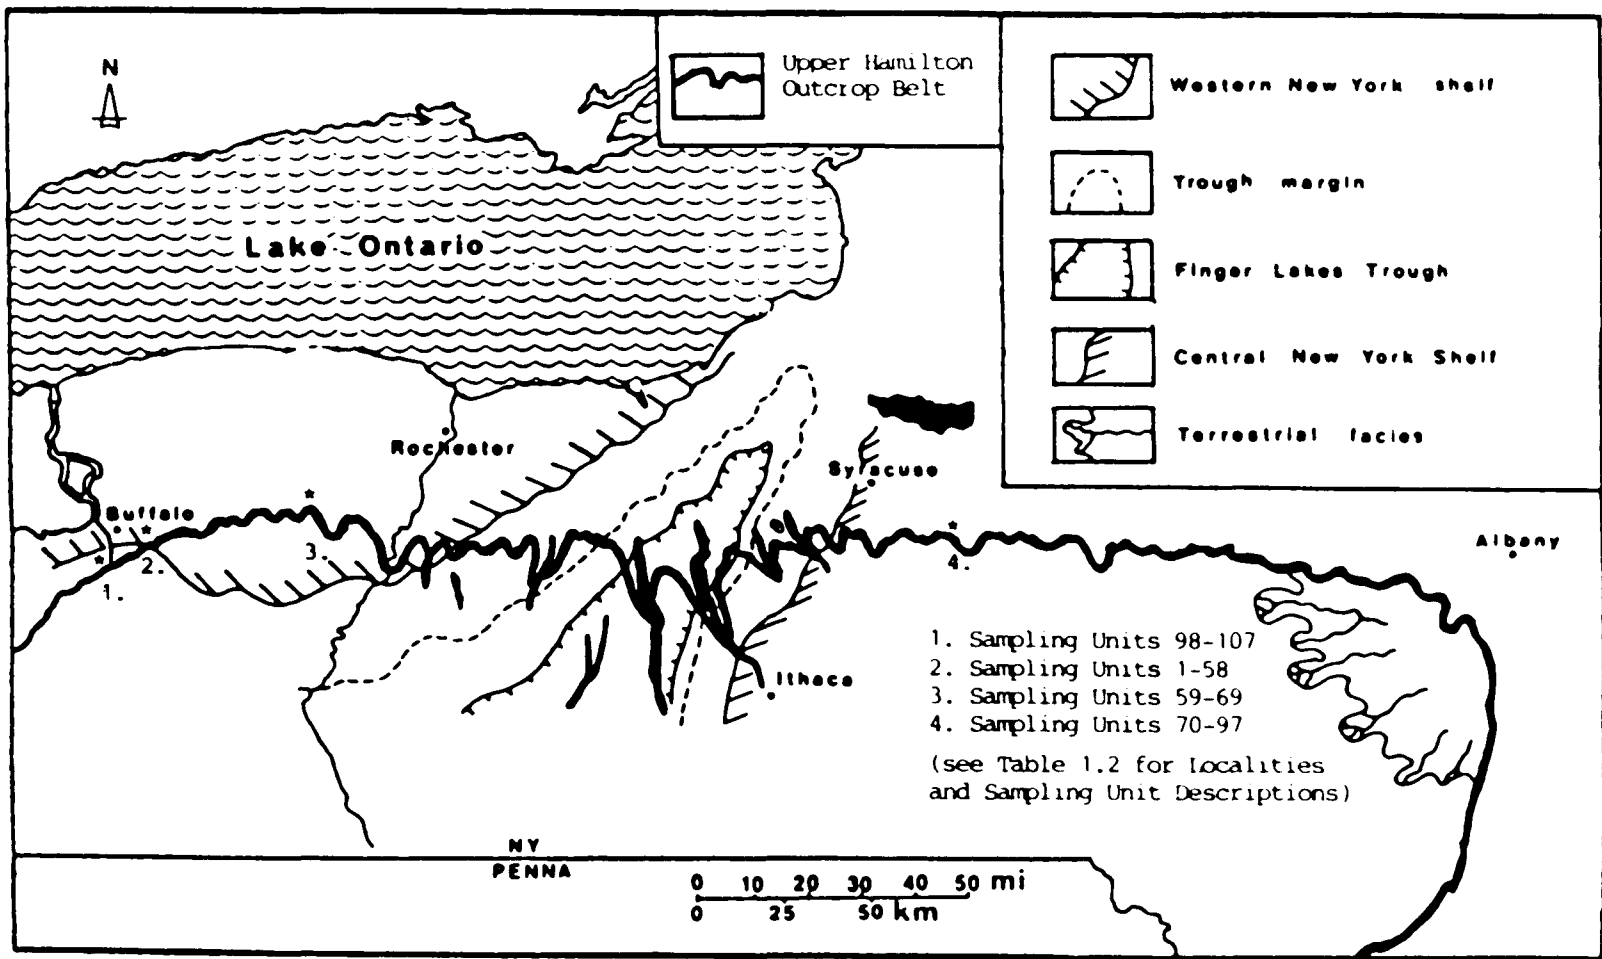 N
Upper Hamilton
Outcrop Belt
Western New York shelf
Trough margin
Finger Lakes Trough
Central New York Shelf
Terrestrial facies
Lake Ontario
Rochester
Syracuse
Buffalo
Albany
Ithaca
1.
2.
3.
4.
1. Sampling Units 98-107
2. Sampling Units 1-58
3. Sampling Units 59-69
4. Sampling Units 70-97
(see Table 1.2 for Localities
and Sampling Unit Descriptions)
NY
PENNA
0 10 20 30 40 50 mi
0 25 50 km